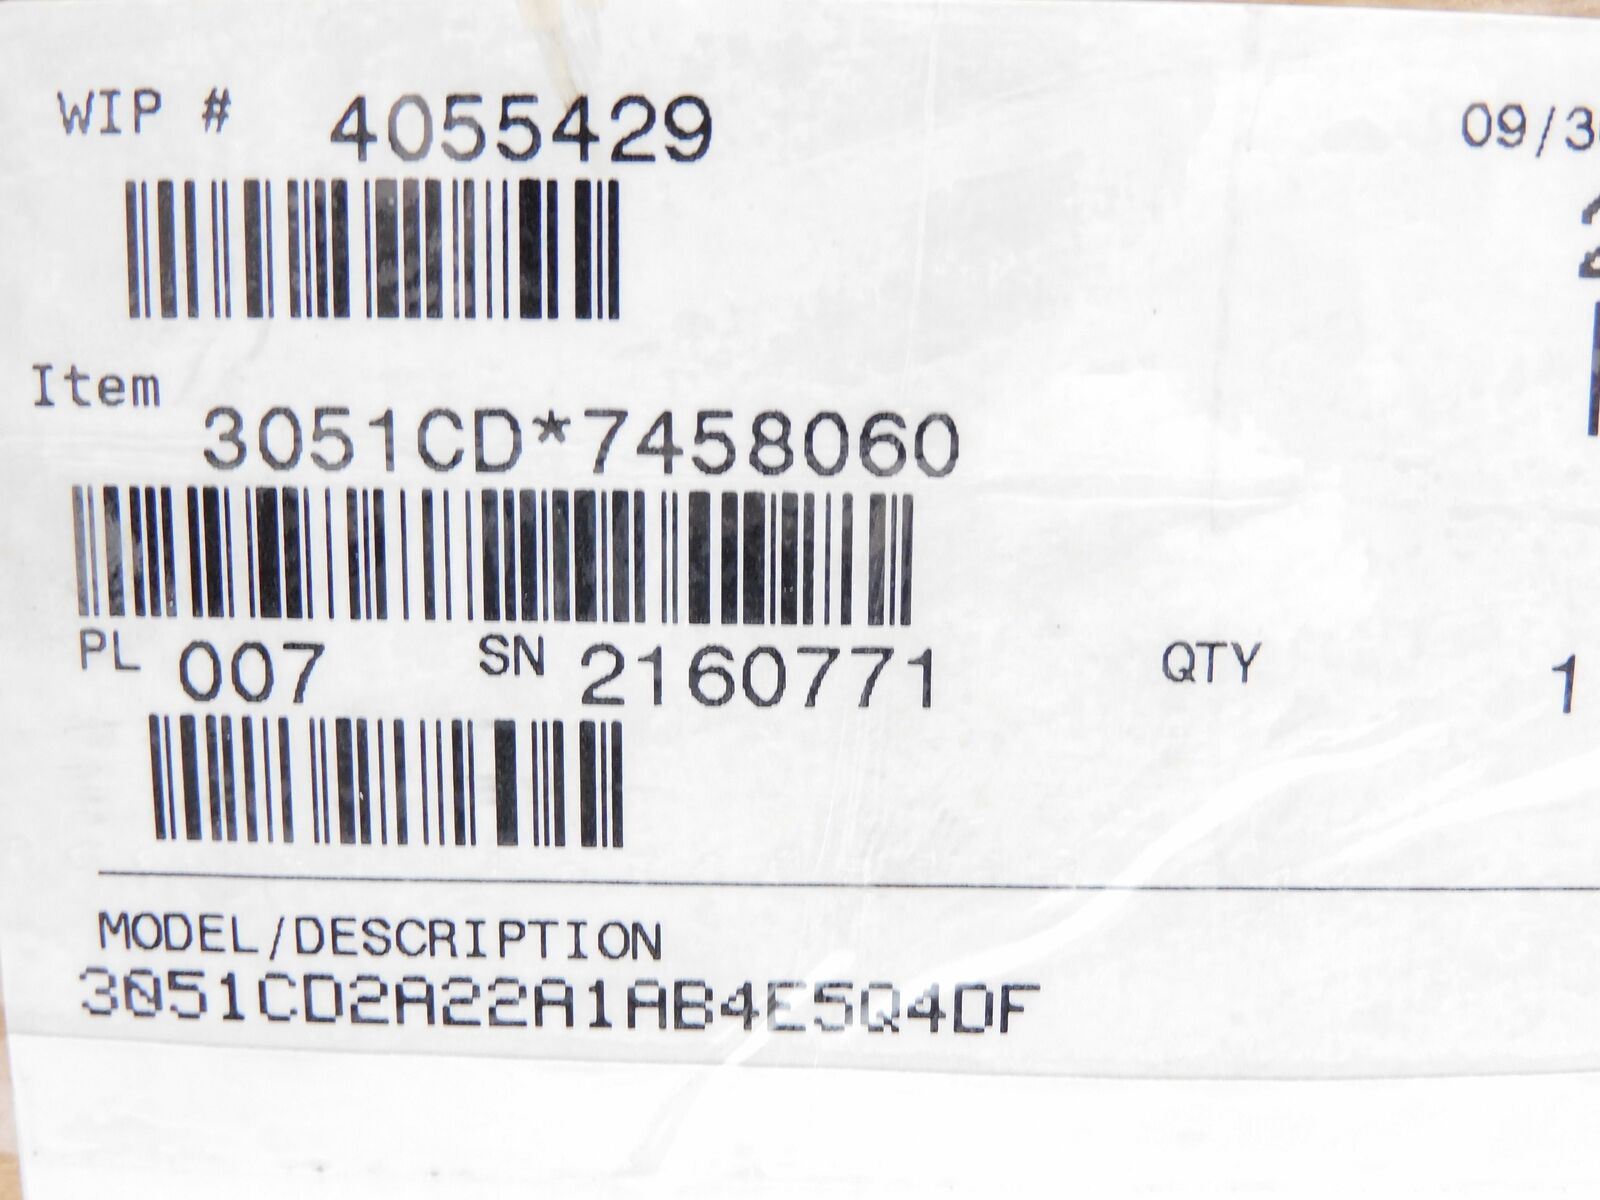 WIP # 4055429 09/3
Item
3051CD*7458060
PL 007 SN 2160771 QTY 1
MODEL/DESCRIPTION
3051CD2A22A1AB4E5Q4DF